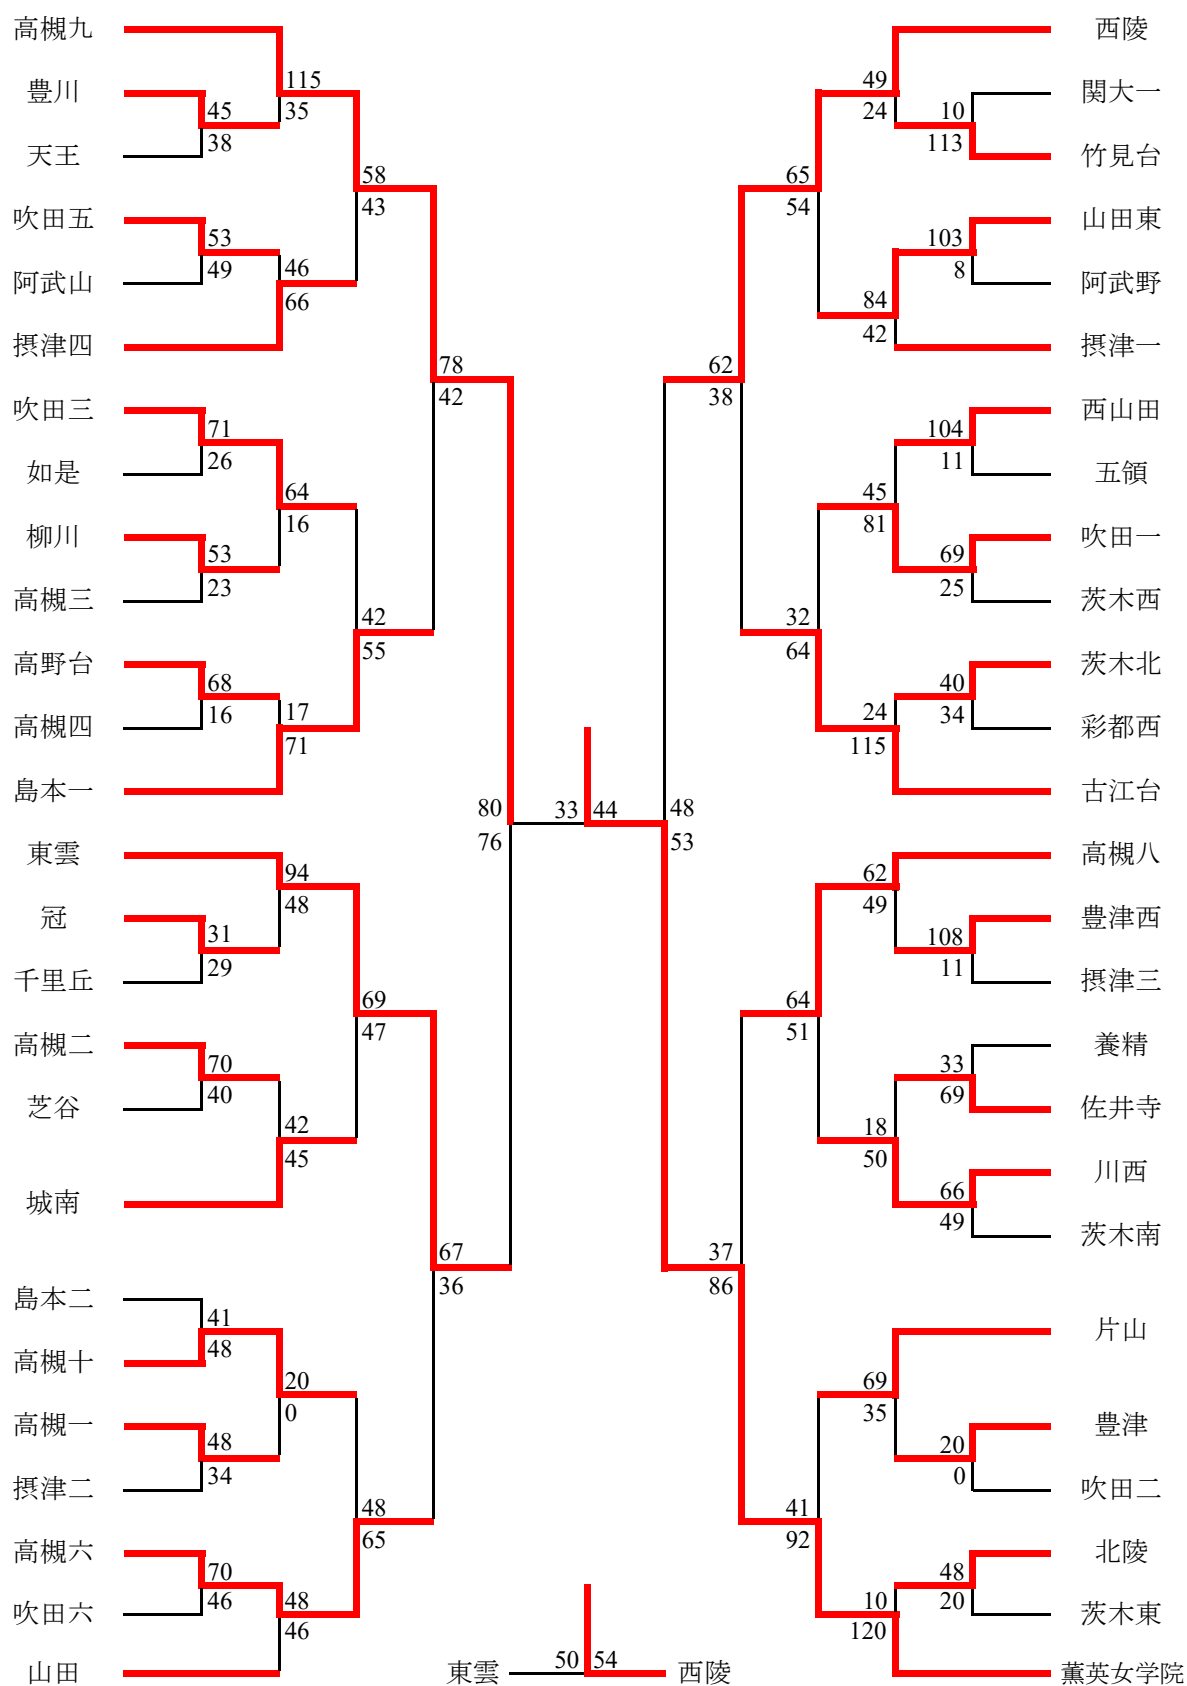 高槻九
115
豊川
45
35
38
天王
58
吹田五
43
53
49
46
阿武山
66
摂津四
78
吹田三
42
71
26
如是
64
16
柳川
53
23
高槻三
42
55
高野台
68
16
17
高槻四
71
島本一
80
33
44
76
東雲
94
48
冠
31
29
千里丘
69
47
高槻二
70
40
芝谷
42
45
城南
67
36
島本二
41
48
高槻十
20
0
高槻一
48
34
摂津二
48
65
高槻六
70
46
吹田六
48
46
山田
西陵
49
関大一
24
10
113
竹見台
65
54
山田東
103
8
阿武野
84
42
摂津一
62
38
西山田
104
11
五領
45
81
吹田一
69
25
茨木西
32
64
茨木北
40
34
24
彩都西
115
古江台
48
53
高槻八
62
49
豊津西
108
11
摂津三
64
51
養精
33
69
佐井寺
18
50
川西
66
49
茨木南
37
86
片山
69
35
豊津
20
0
吹田二
41
92
北陵
48
20
茨木東
10
120
薫英女学院
東雲 50 54 西陵